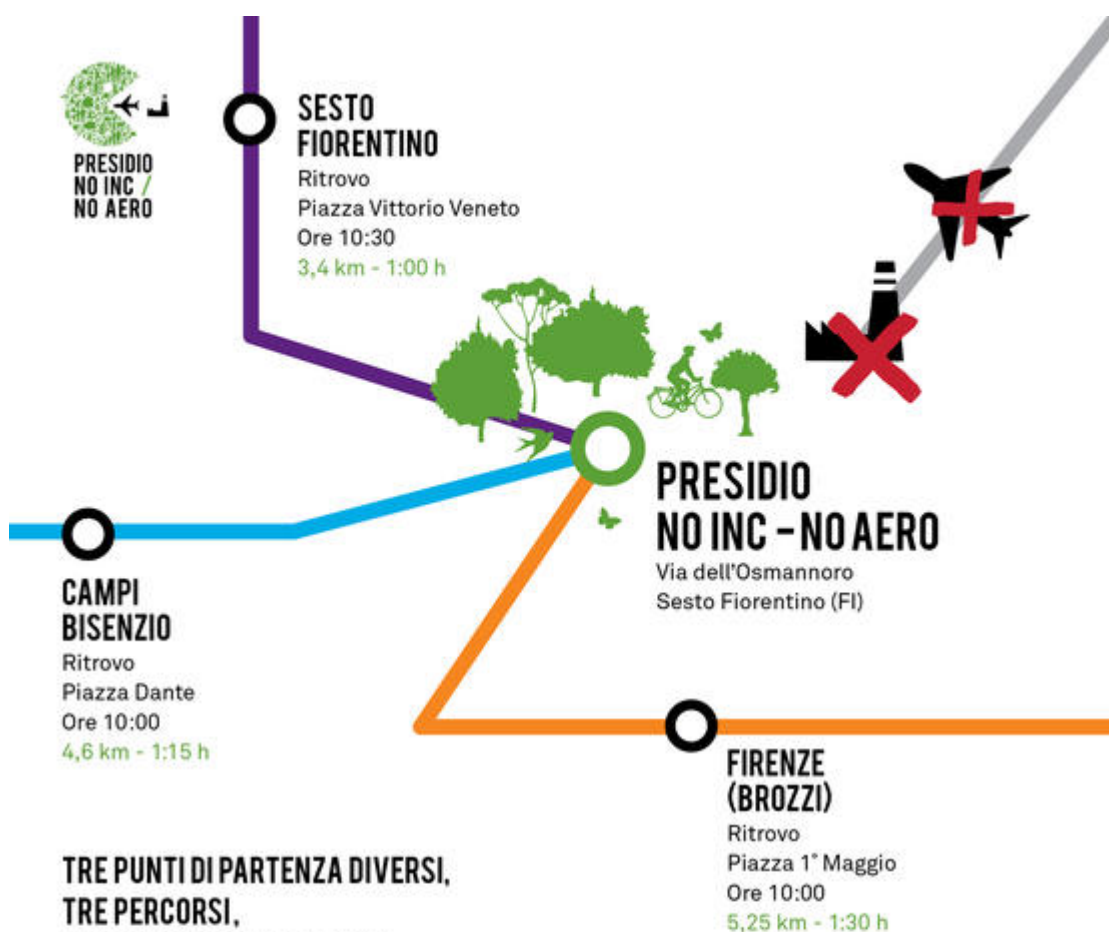 PRESIDIO
NO INC /
NO AERO
SESTO
FIORENTINO
Ritrovo
Piazza Vittorio Veneto
Ore 10:30
3,4 km - 1:00 h
PRESIDIO
NO INC - NO AERO
Via dell'Osmannoro
Sesto Fiorentino (FI)
CAMPI
BISENZIO
Ritrovo
Piazza Dante
Ore 10:00
4,6 km - 1:15 h
FIRENZE
(BROZZI)
Ritrovo
Piazza 1° Maggio
Ore 10:00
5,25 km - 1:30 h
TRE PUNTI DI PARTENZA DIVERSI,
TRE PERCORSI,